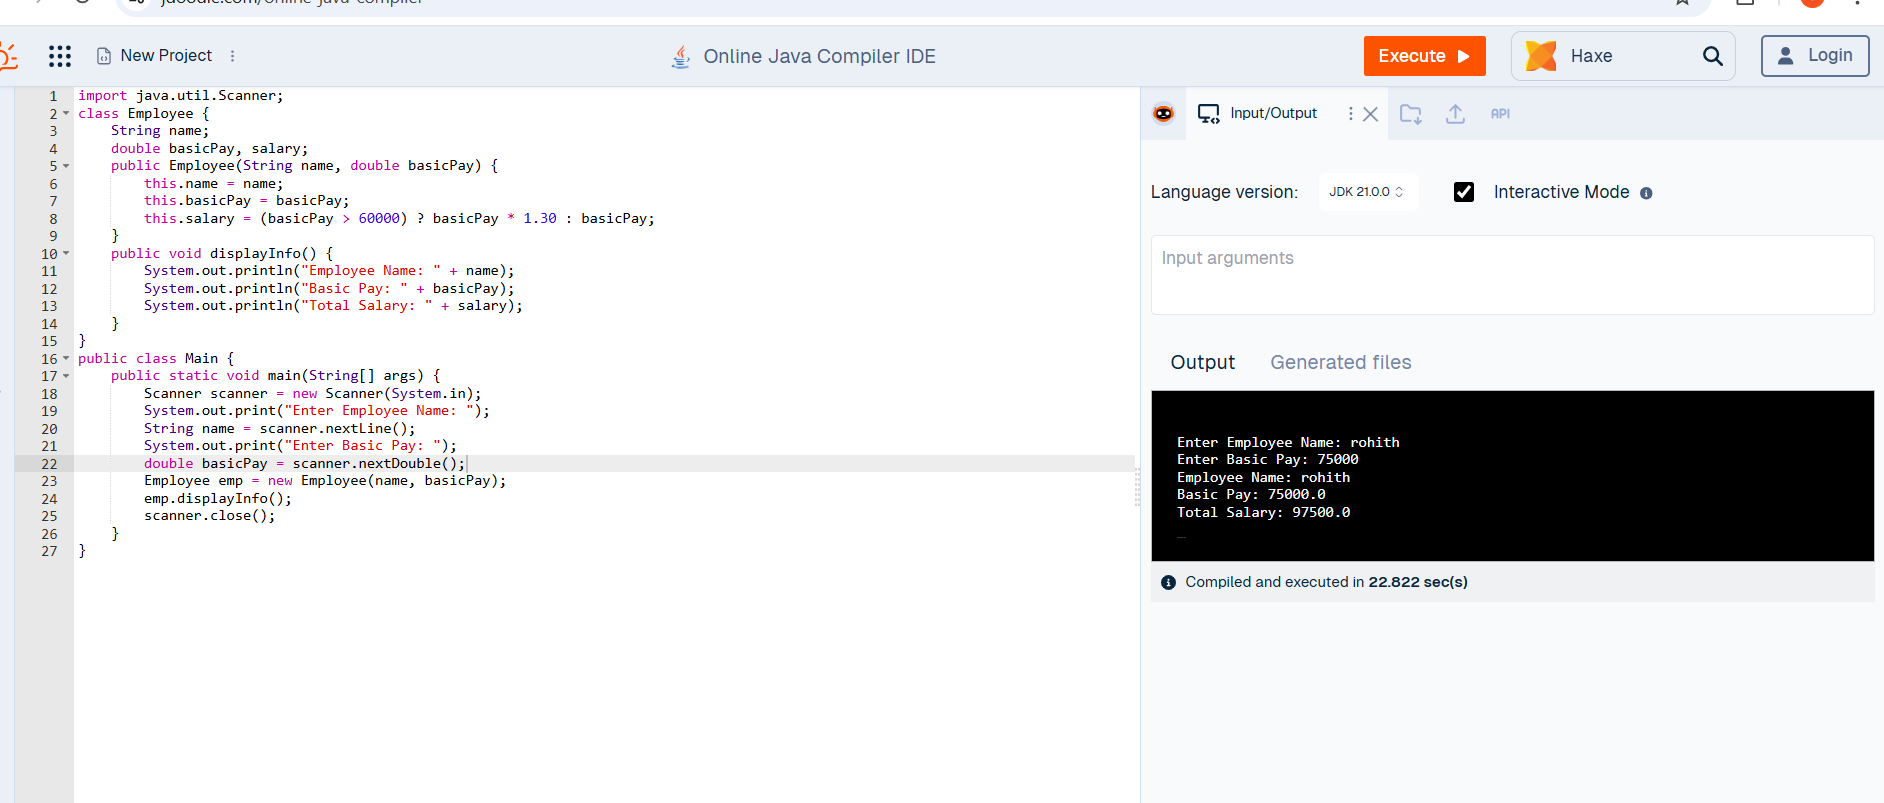 jdoodle.com/online-java-compiler
New Project
Online Java Compiler IDE
Execute
Haxe
Login
1 import java.util.Scanner;
2 class Employee {
3     String name;
4     double basicPay, salary;
5     public Employee(String name, double basicPay) {
6         this.name = name;
7         this.basicPay = basicPay;
8         this.salary = (basicPay > 60000) ? basicPay * 1.30 : basicPay;
9     }
10     public void displayInfo() {
11         System.out.println("Employee Name: " + name);
12         System.out.println("Basic Pay: " + basicPay);
13         System.out.println("Total Salary: " + salary);
14     }
15 }
16 public class Main {
17     public static void main(String[] args) {
18         Scanner scanner = new Scanner(System.in);
19         System.out.print("Enter Employee Name: ");
20         String name = scanner.nextLine();
21         System.out.print("Enter Basic Pay: ");
22         double basicPay = scanner.nextDouble();
23         Employee emp = new Employee(name, basicPay);
24         emp.displayInfo();
25         scanner.close();
26     }
27 }
Input/Output
API
Language version: JDK 21.0.0 Interactive Mode
Input arguments
Output Generated files
Enter Employee Name: rohith
Enter Basic Pay: 75000
Employee Name: rohith
Basic Pay: 75000.0
Total Salary: 97500.0
Compiled and executed in 22.822 sec(s)